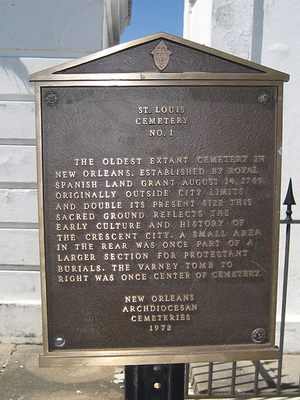 ST. LOUIS
CEMETERY
NO. 1
THE OLDEST EXTANT CEMETERY IN
NEW ORLEANS, ESTABLISHED BY ROYAL
SPANISH LAND GRANT AUGUST 14, 1789.
ORIGINALLY OUTSIDE CITY LIMITS
AND DOUBLE ITS PRESENT SIZE THIS
SACRED GROUND REFLECTS THE
EARLY CULTURE AND HISTORY OF
THE CRESCENT CITY. A SMALL AREA
IN THE REAR WAS ONCE PART OF A
LARGER SECTION FOR PROTESTANT
BURIALS. THE VARNEY TOMB TO
RIGHT WAS ONCE CENTER OF CEMETERY.
NEW ORLEANS
ARCHDIOCESAN
CEMETERIES
1972